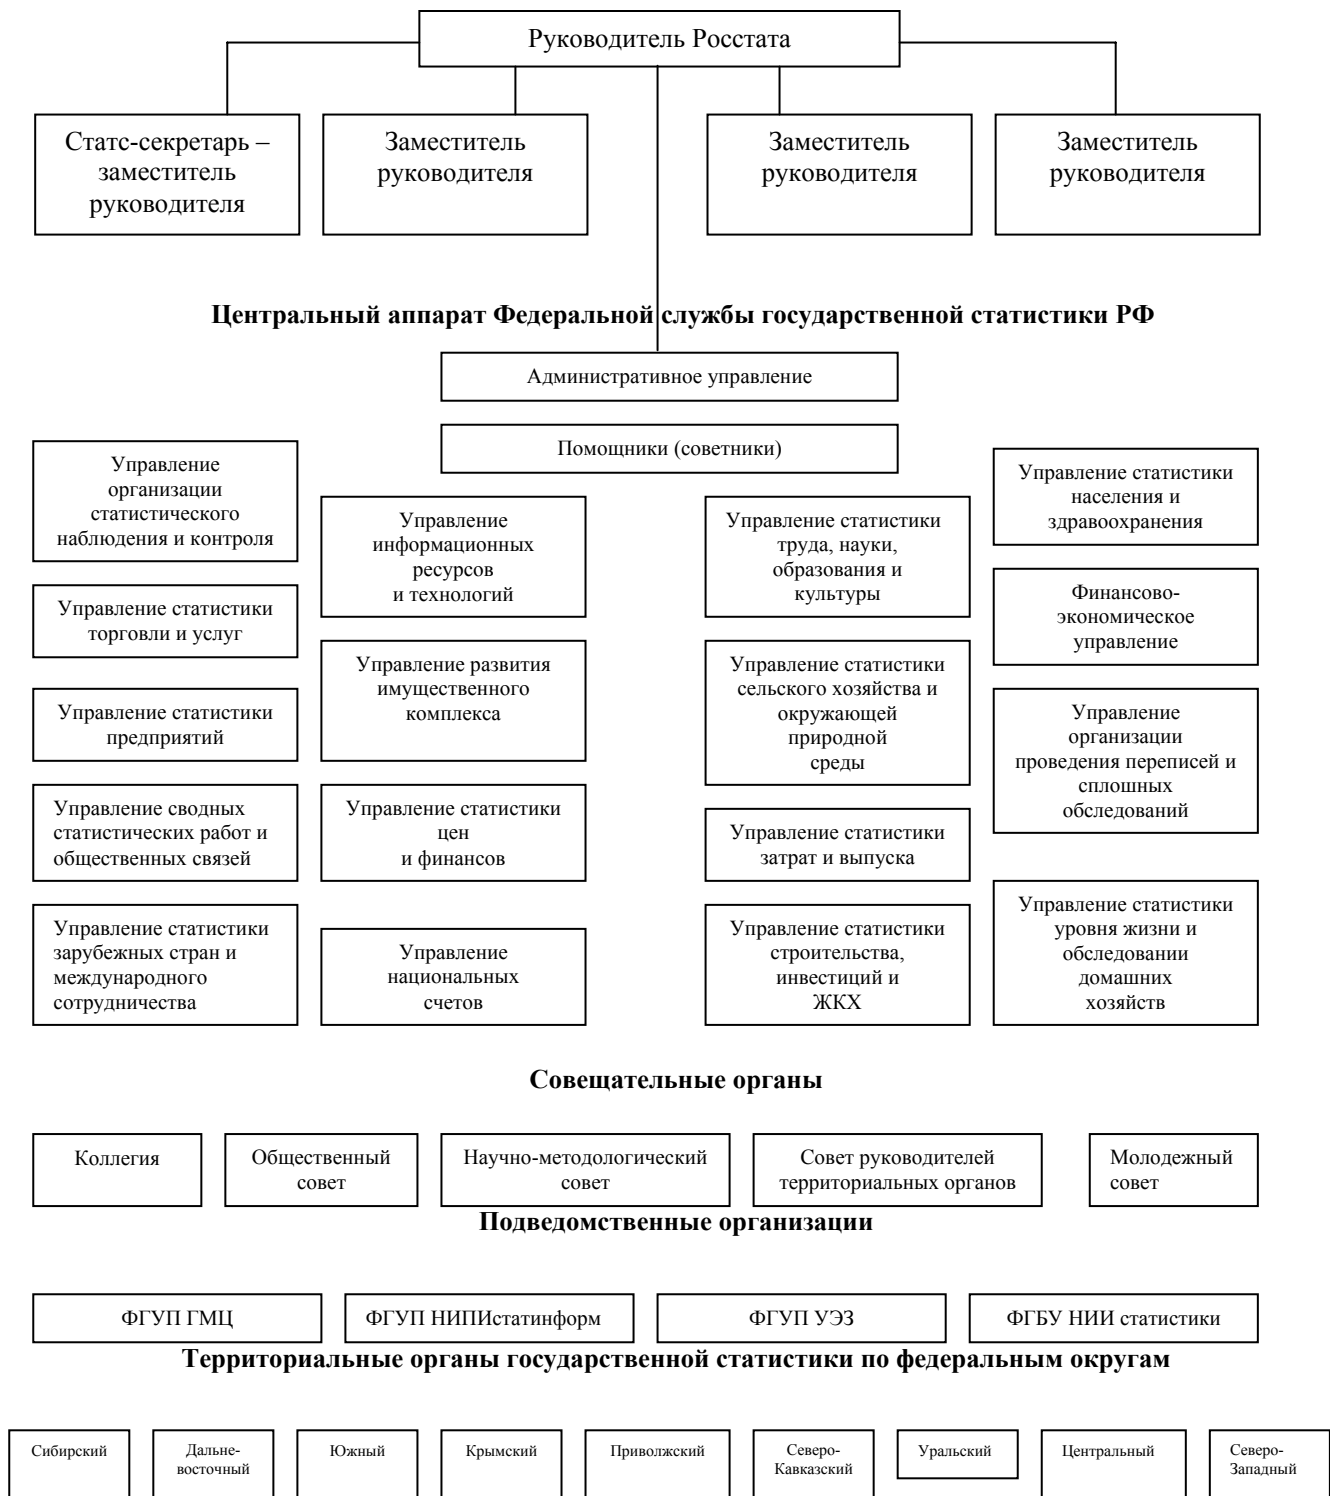 Руководитель Росстата
Статс-секретарь –
заместитель
руководителя
Заместитель
руководителя
Заместитель
руководителя
Заместитель
руководителя
Центральный аппарат Федеральной службы государственной статистики РФ
Административное управление
Помощники (советники)
Управление
организации
статистического
наблюдения и контроля
Управление статистики
торговли и услуг
Управление статистики
предприятий
Управление сводных
статистических работ и
общественных связей
Управление статистики
зарубежных стран и
международного
сотрудничества
Управление
информационных
ресурсов
и технологий
Управление развития
имущественного
комплекса
Управление статистики
цен
и финансов
Управление
национальных
счетов
Управление статистики
труда, науки,
образования и
культуры
Управление статистики
сельского хозяйства и
окружающей
природной
среды
Управление статистики
затрат и выпуска
Управление статистики
строительства,
инвестиций и
ЖКХ
Управление статистики
населения и
здравоохранения
Финансово-
экономическое
управление
Управление
организации
проведения переписей и
сплошных
обследований
Управление статистики
уровня жизни и
обследовании
домашних
хозяйств
Совещательные органы
Коллегия
Общественный
совет
Научно-методологический
совет
Совет руководителей
территориальных органов
Молодежный
совет
Подведомственные организации
ФГУП ГМЦ
ФГУП НИПИстатинформ
ФГУП УЭЗ
ФГБУ НИИ статистики
Территориальные органы государственной статистики по федеральным округам
Сибирский
Дальне-
восточный
Южный
Крымский
Приволжский
Северо-
Кавказский
Уральский
Центральный
Северо-
Западный